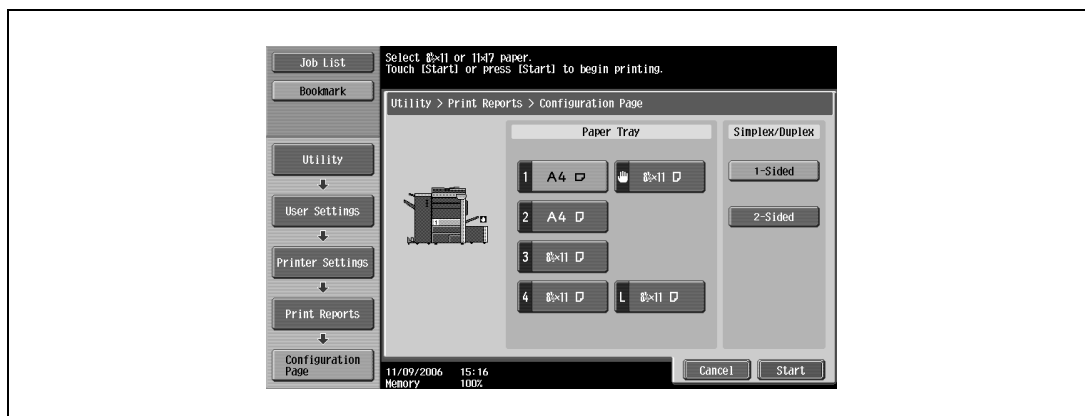 Job List
Bookmark
Select 8½×11 or 11×17 paper.
Touch [Start] or press [Start] to begin printing.
Utility > Print Reports > Configuration Page
Utility
User Settings
Printer Settings
Print Reports
Configuration
Page
Paper Tray
1 A4
8½×11
2 A4
3 8½×11
4 8½×11
L 8½×11
Simplex/Duplex
1-Sided
2-Sided
11/09/2006 15:16
Memory 100%
Cancel
Start